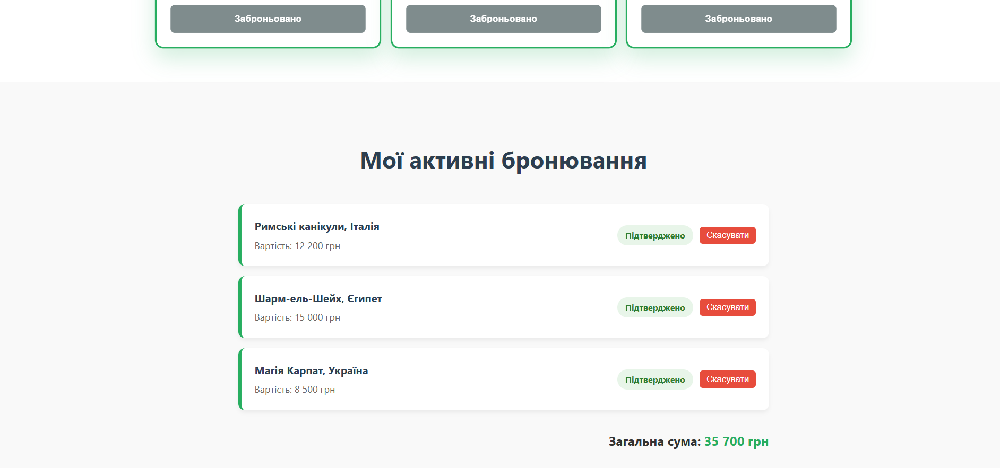 Заброньовано Заброньовано Заброньовано
Мої активні бронювання
Римські канікули, Італія
Вартість: 12 200 грн
Підтверджено Скасувати
Шарм-ель-Шейх, Єгипет
Вартість: 15 000 грн
Підтверджено Скасувати
Магія Карпат, Україна
Вартість: 8 500 грн
Підтверджено Скасувати
Загальна сума: 35 700 грн